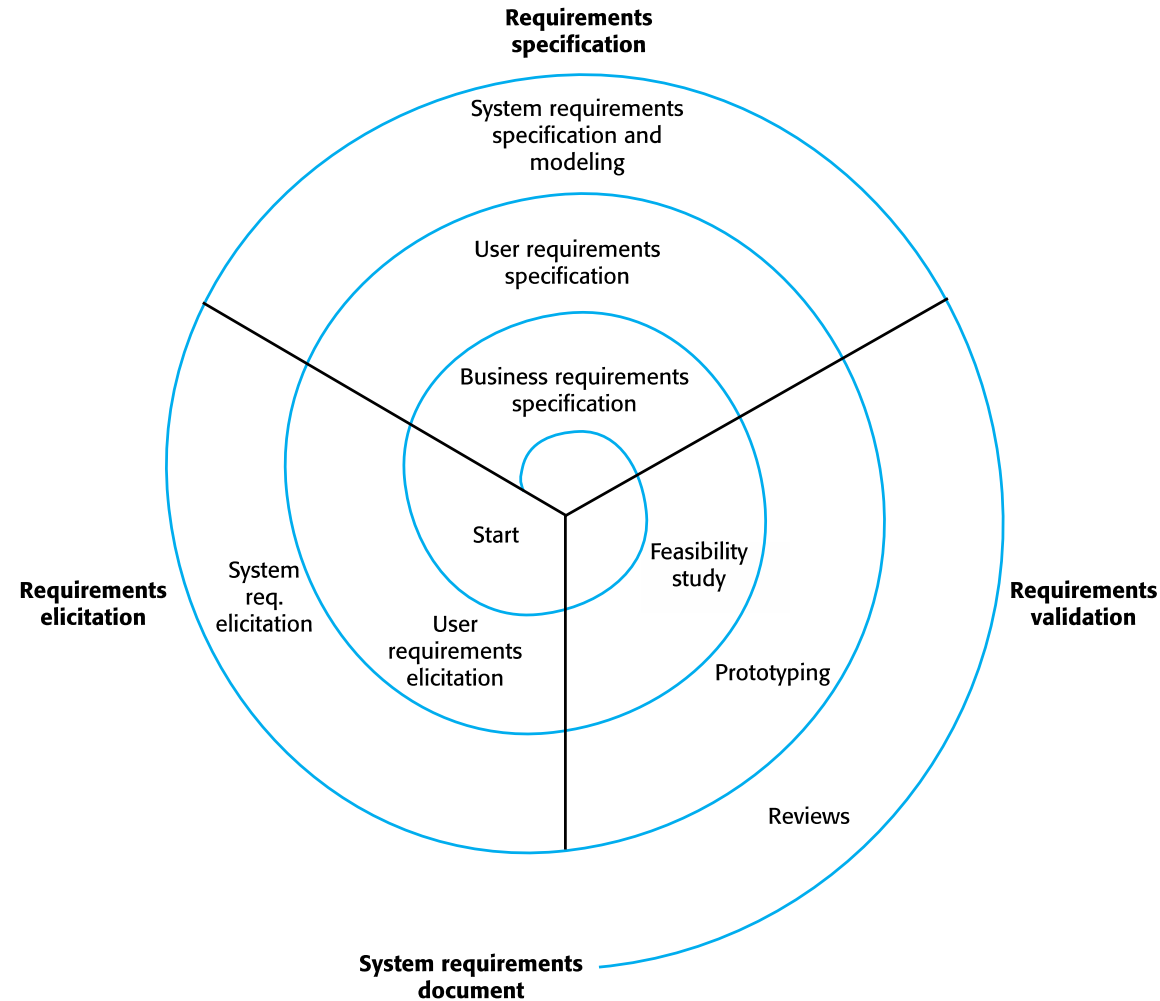 Requirements
specification
System requirements
specification and
modeling
User requirements
specification
Business requirements
specification
Start
Feasibility
study
System
req.
elicitation
Requirements
elicitation
Requirements
validation
User
requirements
elicitation
Prototyping
Reviews
System requirements
document